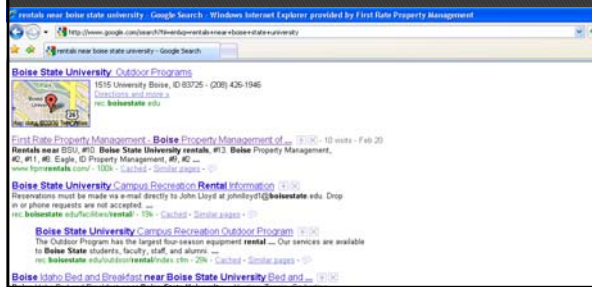 rentals near boise state university - Google Search - Windows Internet Explorer provided by First Rate Property Management
http://www.google.com/search?hl=en&q=rentals+near+boise+state+university
rentals near boise state university - Google Search
Boise State University Outdoor Programs
1515 University Boise, ID 83725 - (208) 426-1946
Directions and more »
rec.boisestate.edu
First Rate Property Management - Boise Property Management of ... - 10 visits - Feb 20
Rentals near BSU, #10. Boise State University rentals, #13. Boise Property Management,
#2, #11, #8. Eagle, ID Property Management, #9, #2 ...
www.frpmrentals.com/ - 100k - Cached - Similar pages -
Boise State University Campus Recreation Rental Information
Reservations must be made via e-mail directly to John Lloyd at johnlloyd1@boisestate.edu. Drop
in or phone requests are not accepted. ...
rec.boisestate.edu/facilities/rental/ - 19k - Cached - Similar pages -
Boise State University Campus Recreation Outdoor Program
The Outdoor Program has the largest four-season equipment rental ... Our services are available
to Boise State students, faculty, staff, and alumni. ...
rec.boisestate.edu/outdoor/rental/index.cfm - 29k - Cached - Similar pages -
Boise Idaho Bed and Breakfast near Boise State University Bed and ...